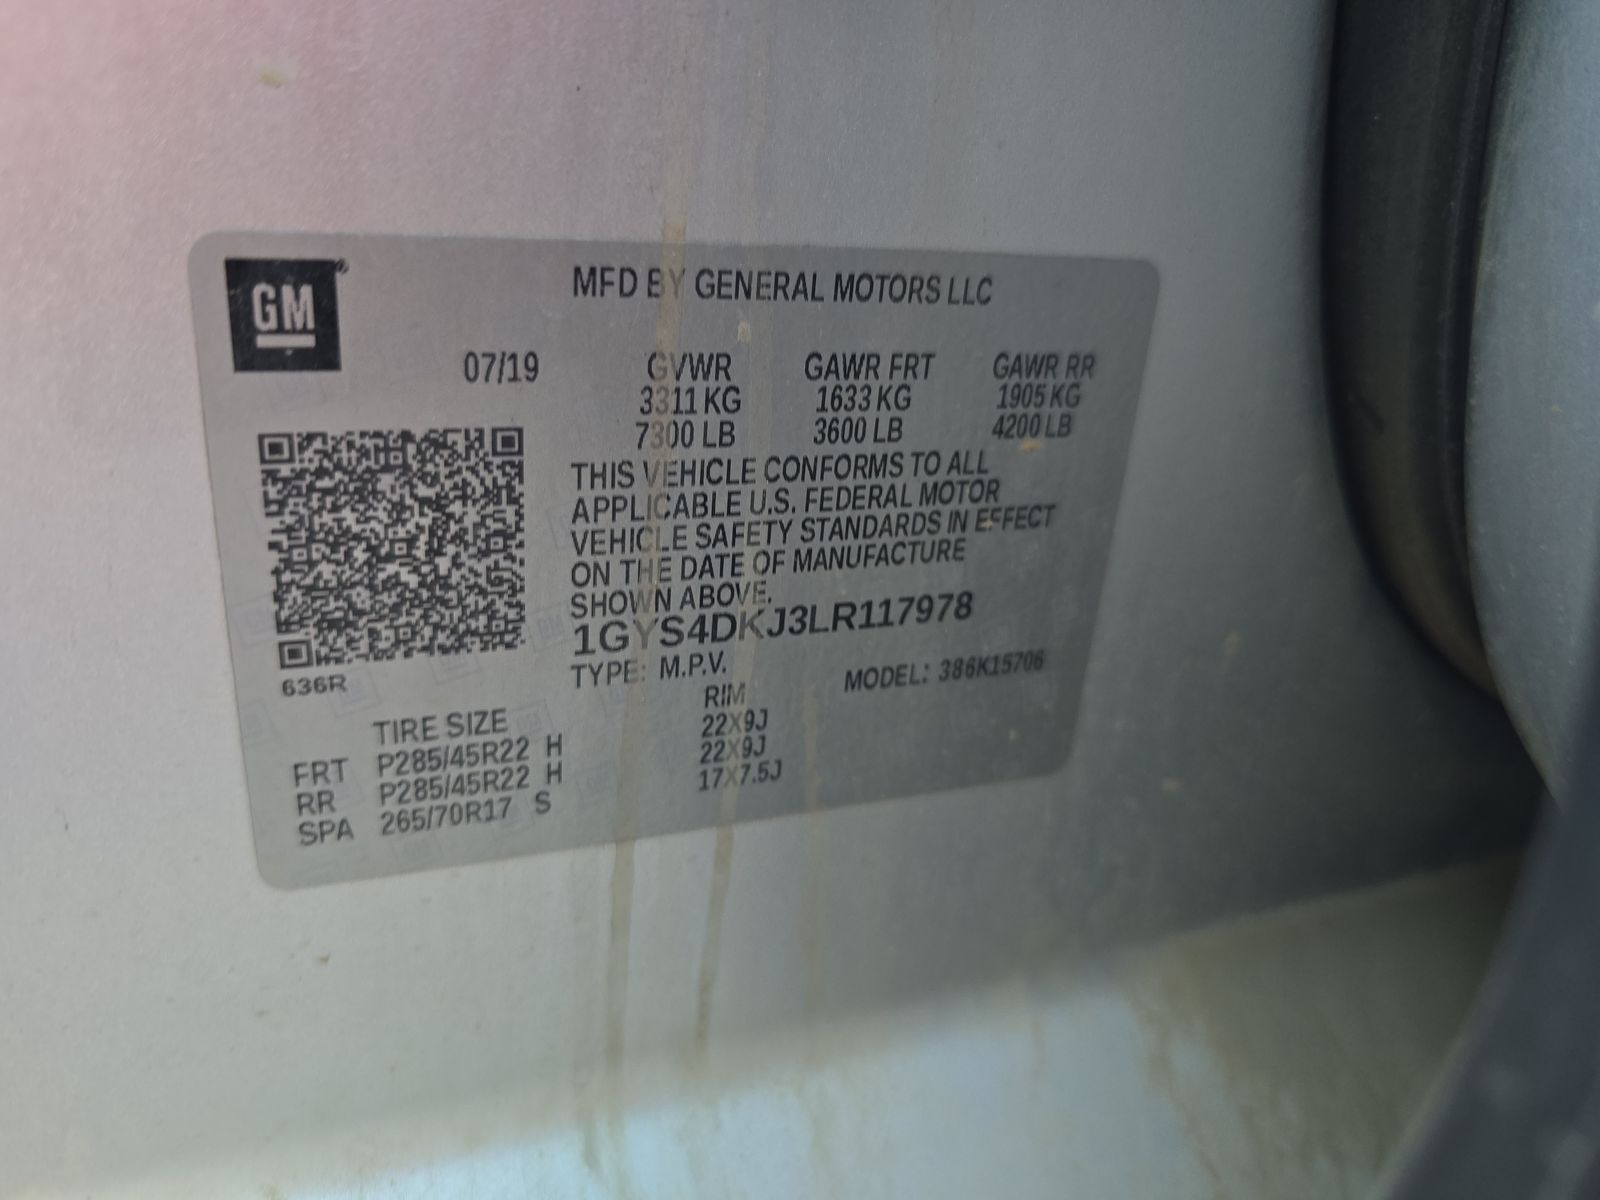 GM
MFD BY GENERAL MOTORS LLC
07/19 GVWR GAWR FRT GAWR RR
3311 KG 1633 KG 1905 KG
7300 LB 3600 LB 4200 LB
THIS VEHICLE CONFORMS TO ALL
APPLICABLE U.S. FEDERAL MOTOR
VEHICLE SAFETY STANDARDS IN EFFECT
ON THE DATE OF MANUFACTURE
SHOWN ABOVE.
1GYS4DKJ3LR117978
636R
TYPE: M.P.V. MODEL: 386K15706
TIRE SIZE RIM
FRT P285/45R22 H 22X9J
RR P285/45R22 H 22X9J
SPA 265/70R17 S 17X7.5J